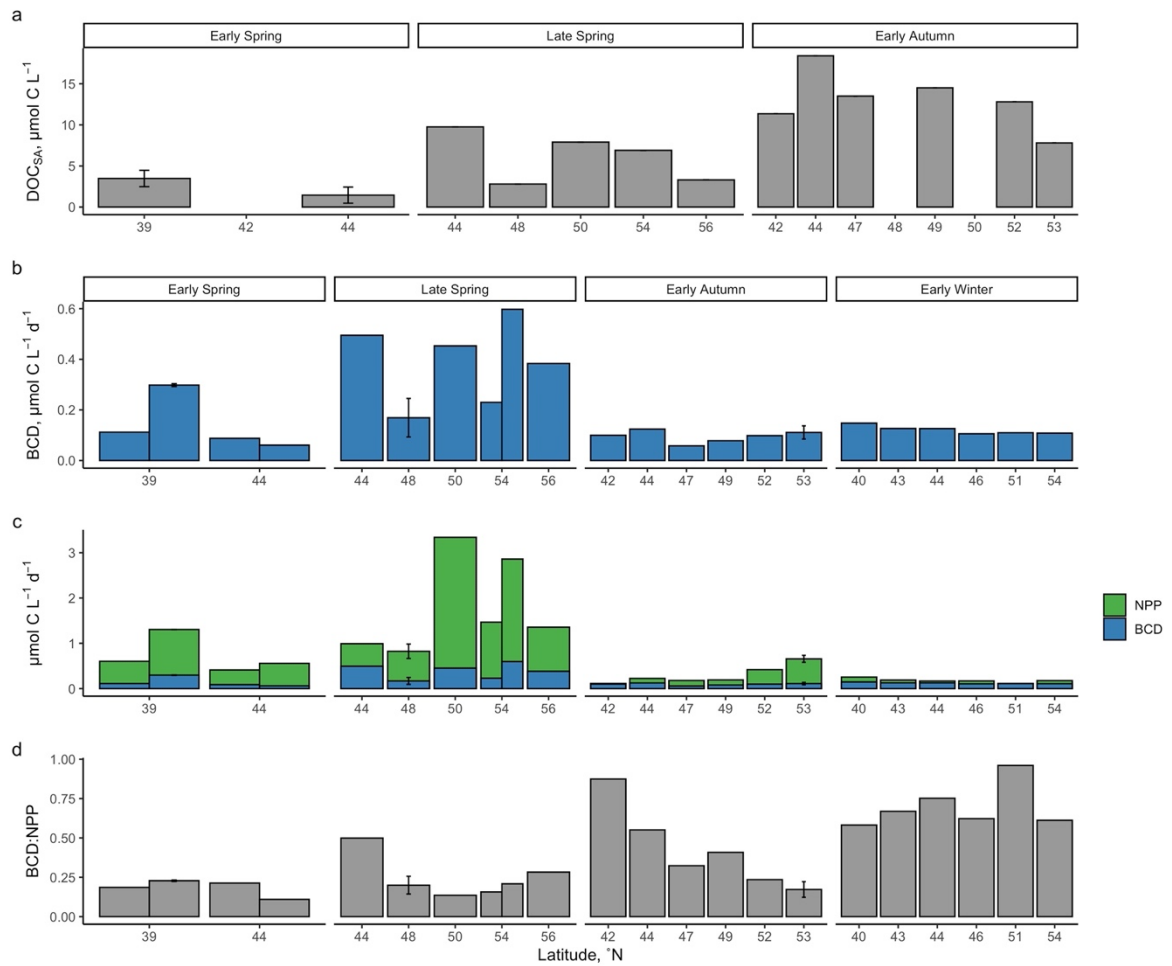 a
Early Spring Late Spring Early Autumn
DOCSA, µmol C L−1
15
10
5
0
39 42 44 44 48 50 54 56 42 44 47 48 49 50 52 53
b
Early Spring Late Spring Early Autumn Early Winter
BCD, µmol C L−1 d−1
0.6
0.4
0.2
0.0
39 44 44 48 50 54 56 42 44 47 49 52 53 40 43 44 46 51 54
c
µmol C L−1 d−1
3
2
1
0
39 44 44 48 50 54 56 42 44 47 49 52 53 40 43 44 46 51 54
NPP
BCD
d
BCD:NPP
1.00
0.75
0.50
0.25
0.00
39 44 44 48 50 54 56 42 44 47 49 52 53 40 43 44 46 51 54
Latitude, ˚N